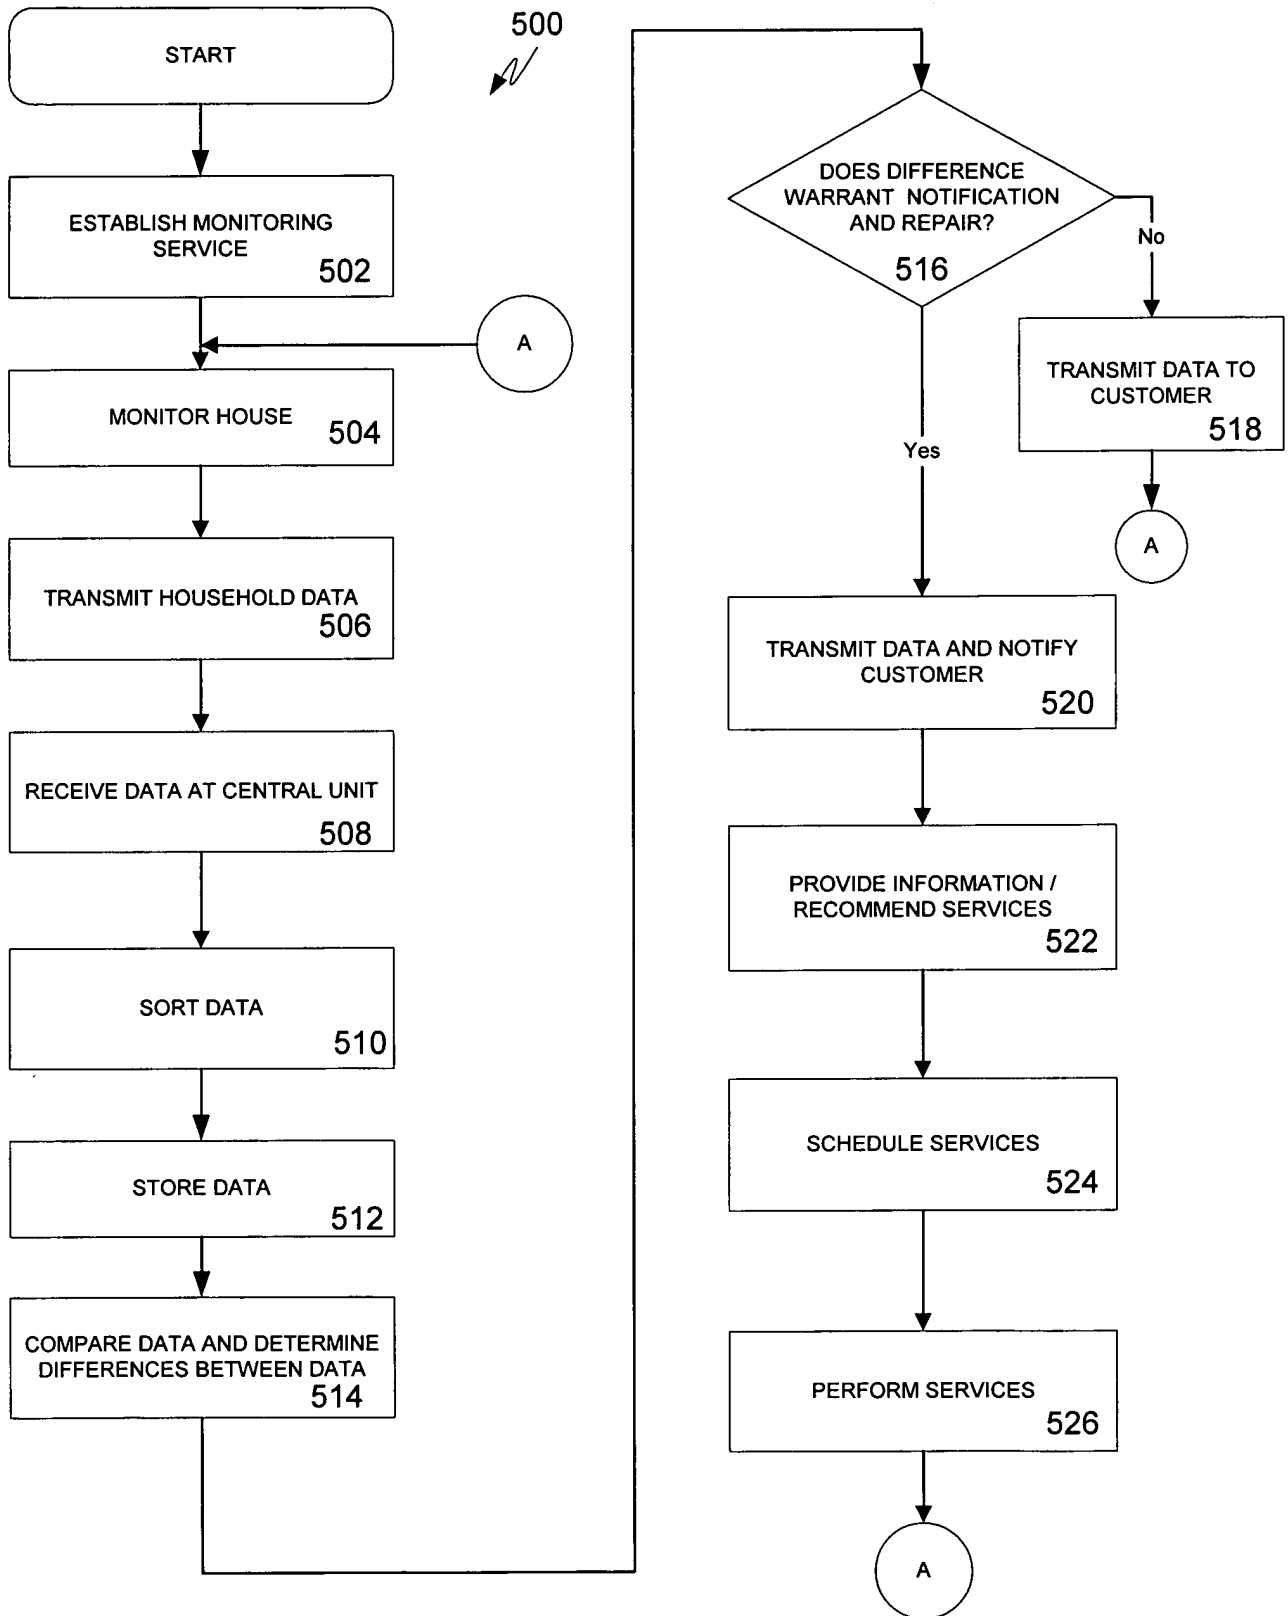 START
500
ESTABLISH MONITORING
SERVICE
502
A
MONITOR HOUSE
504
TRANSMIT HOUSEHOLD DATA
506
RECEIVE DATA AT CENTRAL UNIT
508
SORT DATA
510
STORE DATA
512
COMPARE DATA AND DETERMINE
DIFFERENCES BETWEEN DATA
514
DOES DIFFERENCE
WARRANT NOTIFICATION
AND REPAIR?
516
No
TRANSMIT DATA TO
CUSTOMER
518
A
Yes
TRANSMIT DATA AND NOTIFY
CUSTOMER
520
PROVIDE INFORMATION /
RECOMMEND SERVICES
522
SCHEDULE SERVICES
524
PERFORM SERVICES
526
A